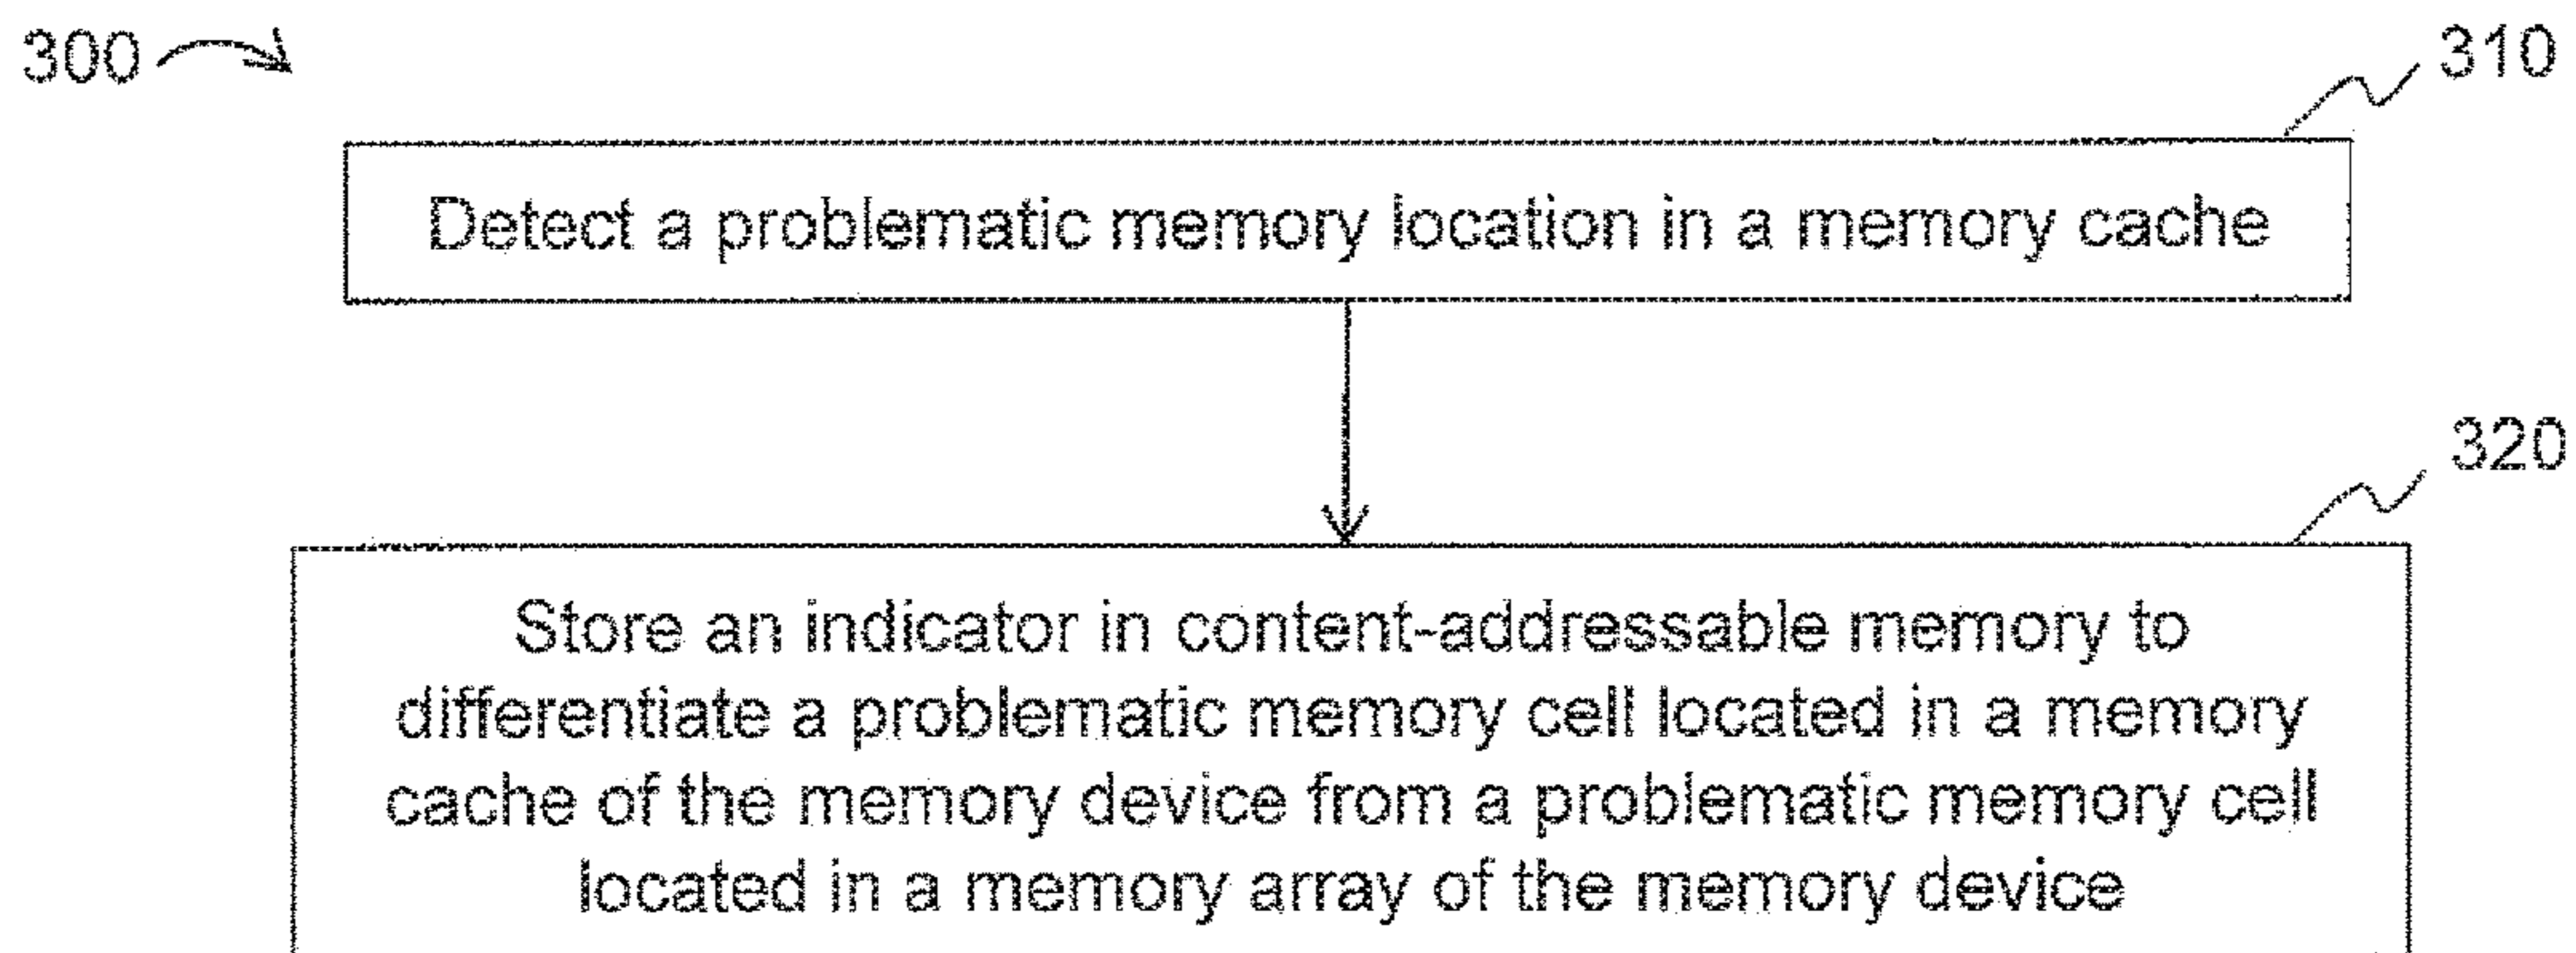 300
310
Detect a problematic memory location in a memory cache
320
Store an indicator in content-addressable memory to
differentiate a problematic memory cell located in a memory
cache of the memory device from a problematic memory cell
located in a memory array of the memory device